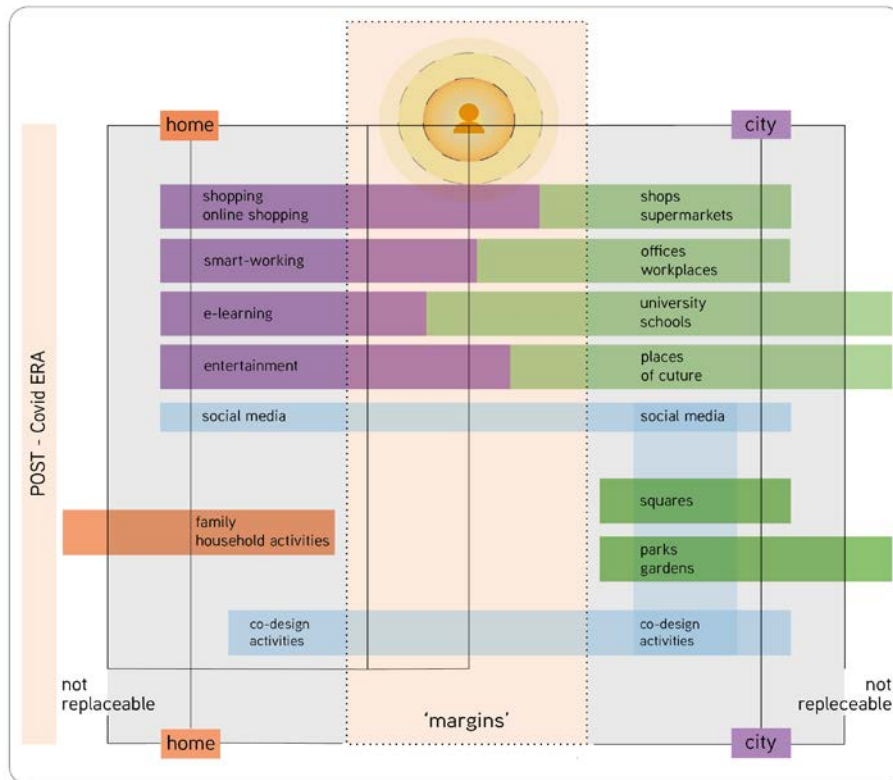 home
city
shopping
online shopping
shops
supermarkets
smart-working
offices
workplaces
e-learning
university
schools
entertainment
places
of cuture
social media
social media
POST - Covid ERA
squares
family
household activities
parks
gardens
co-design
activities
co-design
activities
not
replaceable
not
repleceable
'margins'
home
city